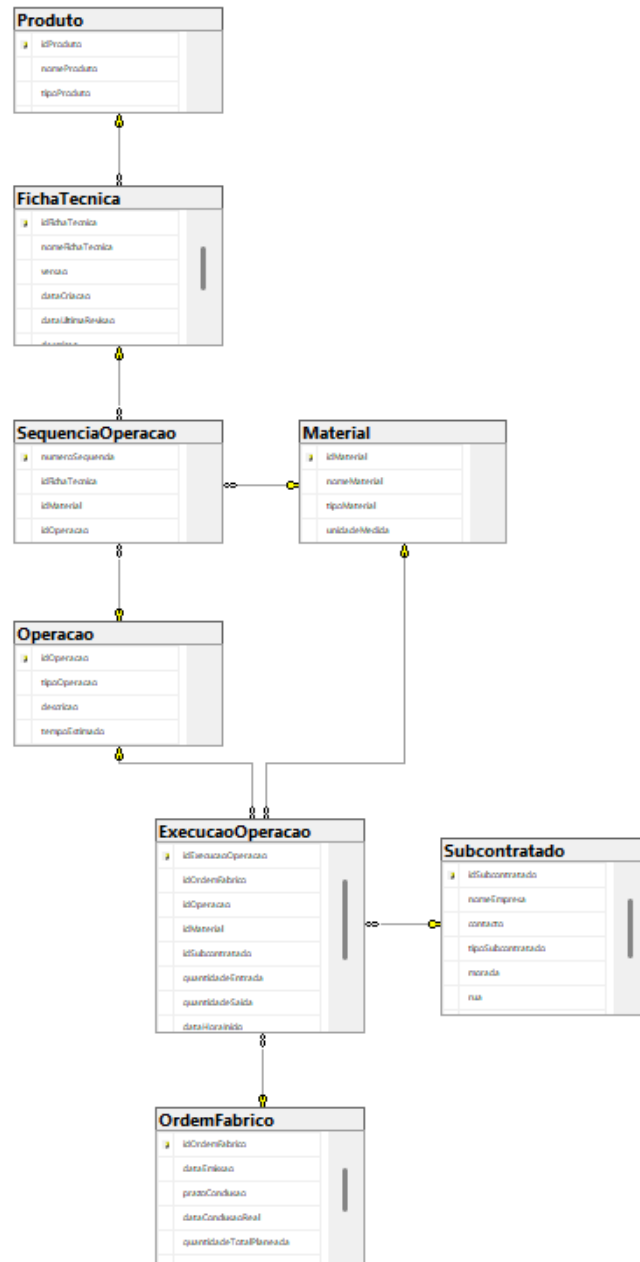 Produto
idProduto
nomeProduto
tipoProduto
FichaTecnica
idFichaTecnica
nomeFichaTecnica
versao
dataCriacao
dataUltimaRevisao
descricao
SequenciaOperacao
numeroSequencia
idFichaTecnica
idMaterial
idOperacao
Material
idMaterial
nomeMaterial
tipoMaterial
unidadeMedida
Operacao
idOperacao
tipoOperacao
descricao
tempoEstimado
ExecucaoOperacao
idExecucaoOperacao
idOrdemFabrico
idOperacao
idMaterial
idSubcontratado
quantidadeEntrada
quantidadeSaida
dataHoraInicio
Subcontratado
idSubcontratado
nomeEmpresa
contacto
tipoSubcontratado
morada
rua
OrdemFabrico
idOrdemFabrico
dataEmissao
prazoConclusao
dataConclusaoReal
quantidadeTotalPlaneada